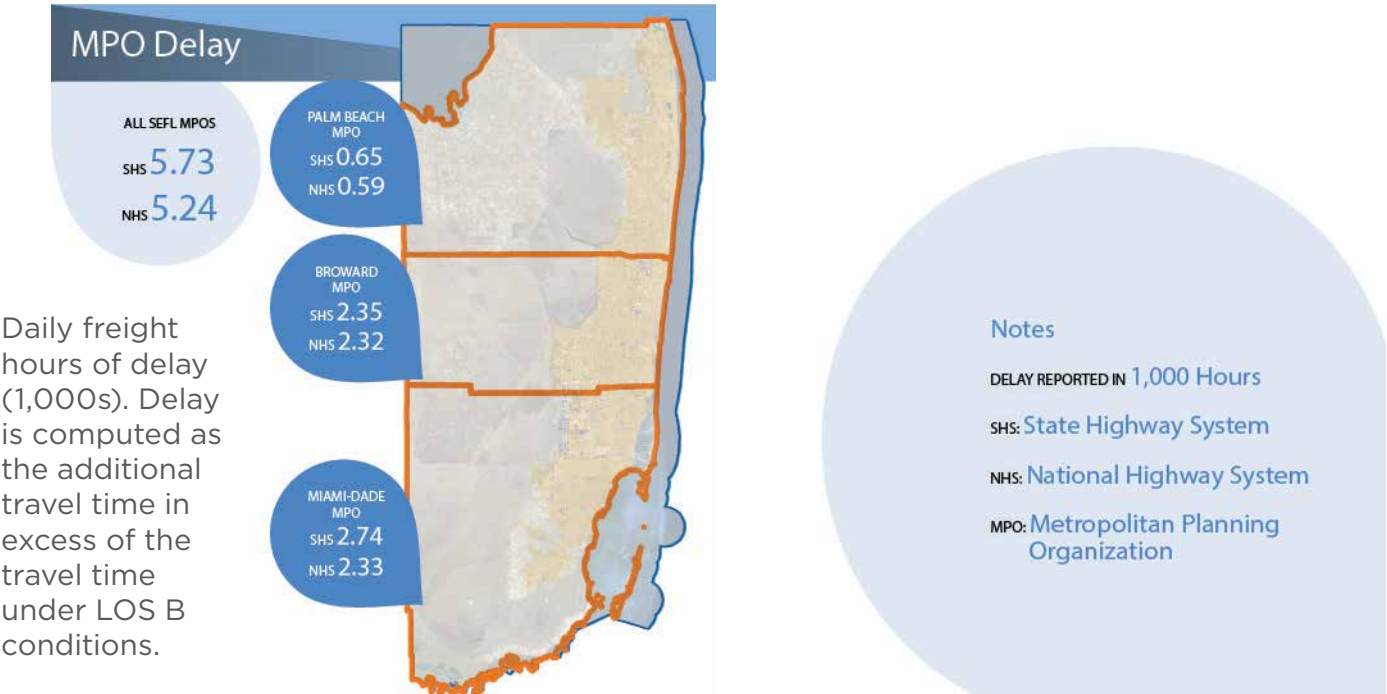 MPO Delay
ALL SEFL MPOS
SHS 5.73
NHS 5.24
PALM BEACH
MPO
SHS 0.65
NHS 0.59
BROWARD
MPO
SHS 2.35
NHS 2.32
MIAMI-DADE
MPO
SHS 2.74
NHS 2.33
Daily freight
hours of delay
(1,000s). Delay
is computed as
the additional
travel time in
excess of the
travel time
under LOS B
conditions.
Notes
DELAY REPORTED IN 1,000 Hours
SHS: State Highway System
NHS: National Highway System
MPO: Metropolitan Planning
Organization